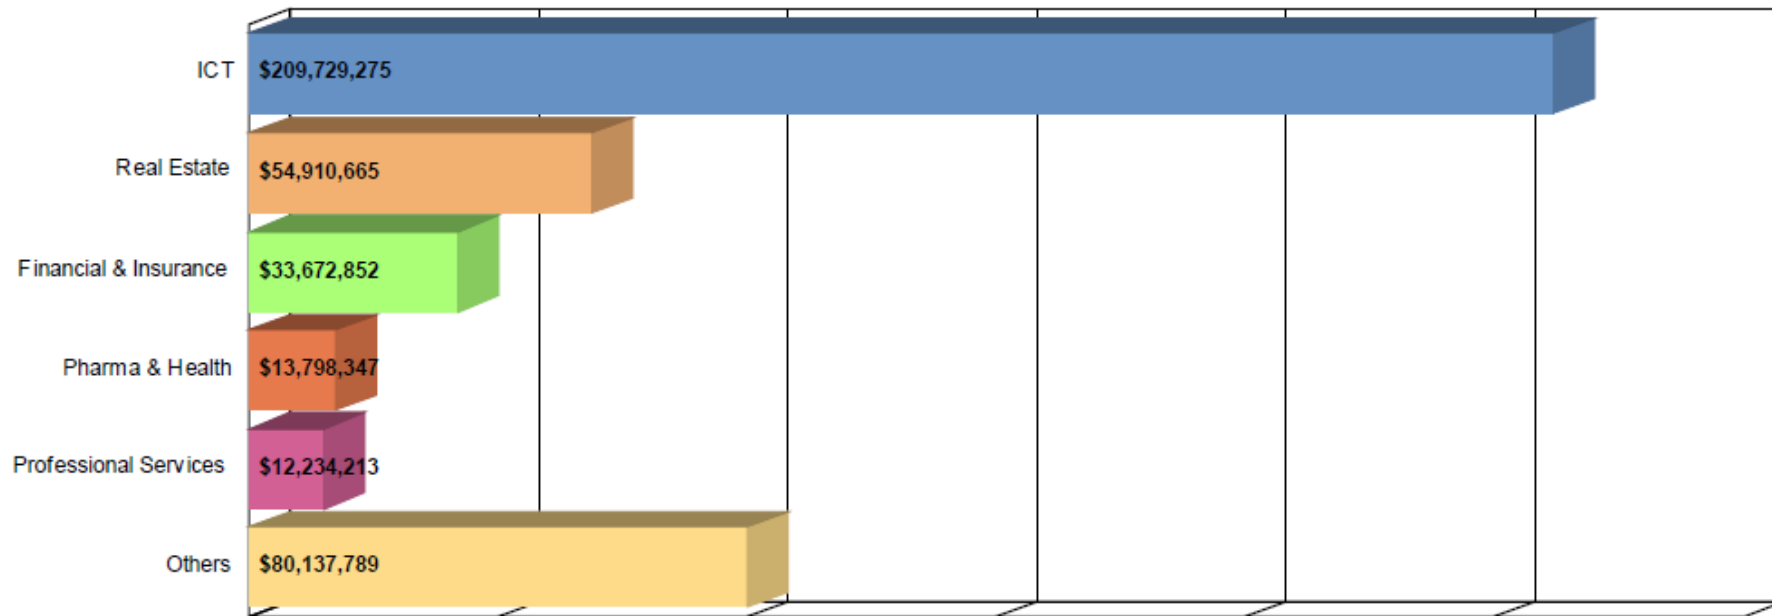 ICT $209,729,275
Real Estate $54,910,665
Financial & Insurance $33,672,852
Pharma & Health $13,798,347
Professional Services $12,234,213
Others $80,137,789